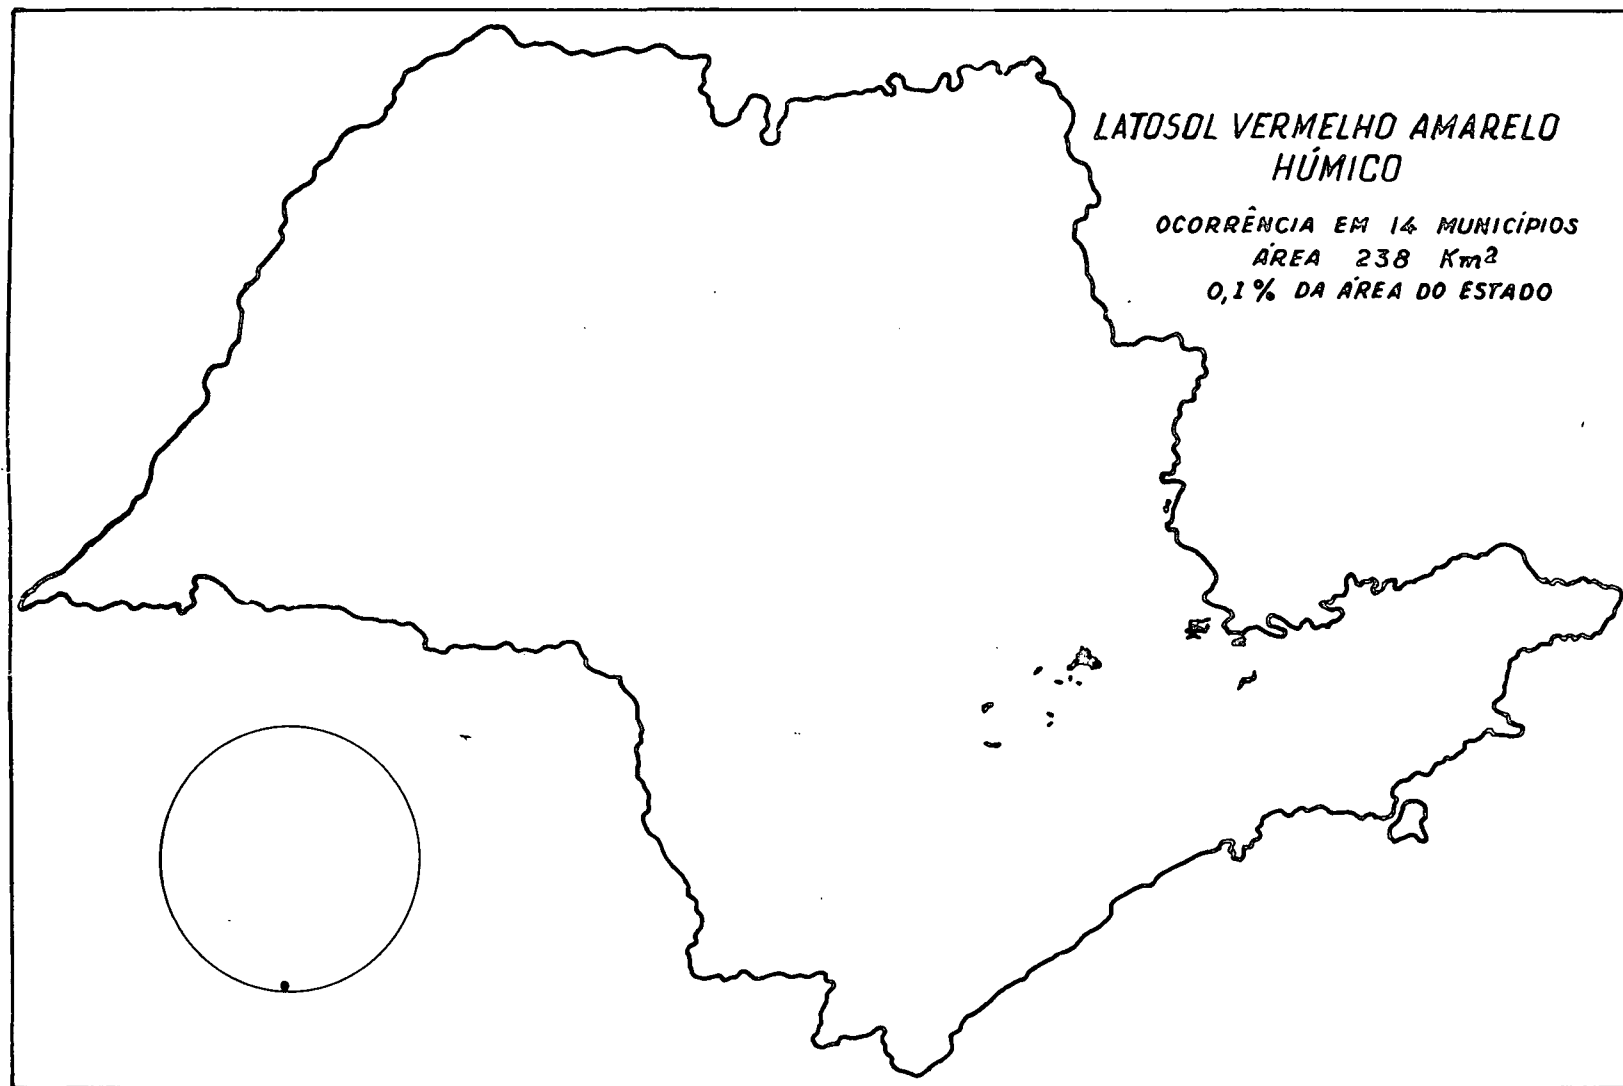 LATOSOL VERMELHO AMARELO
HÚMICO
OCORRÊNCIA EM 14 MUNICÍPIOS
ÁREA 238 Km²
0,1% DA ÁREA DO ESTADO